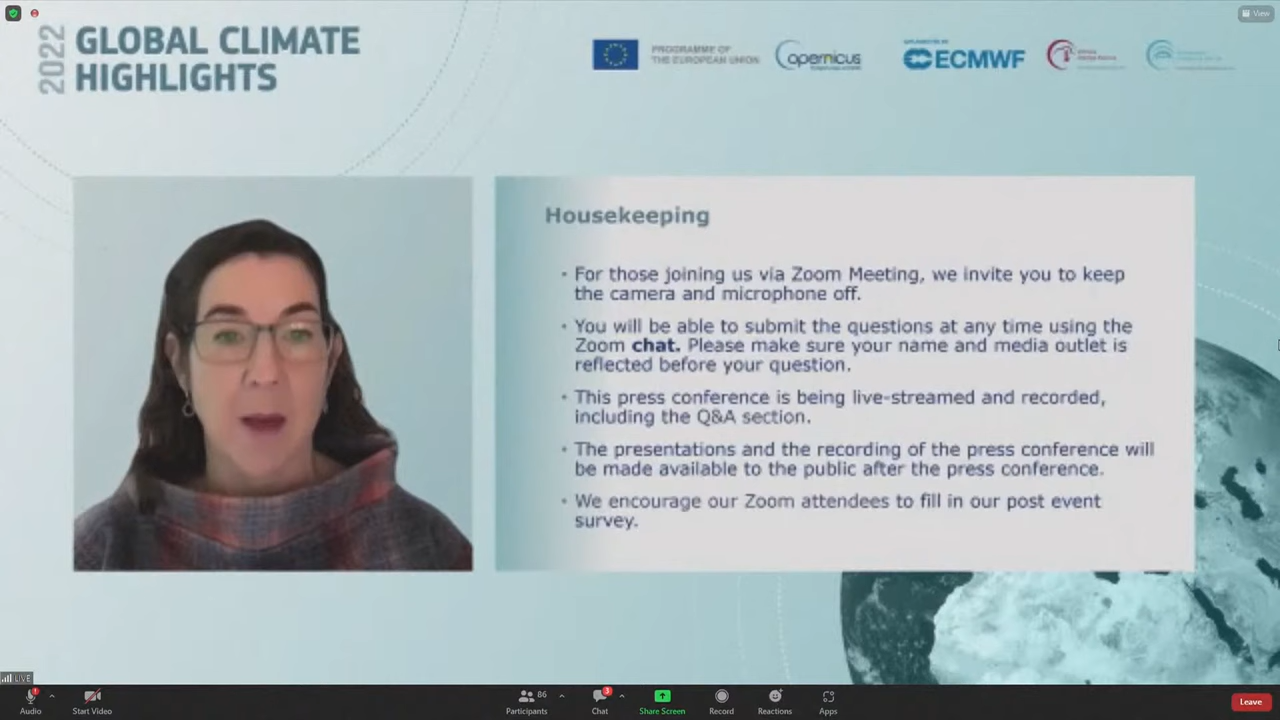 View
2022
GLOBAL CLIMATE
HIGHLIGHTS
PROGRAMME OF
THE EUROPEAN UNION
opernicus
IMPLEMENTED BY
ECMWF
Housekeeping
• For those joining us via Zoom Meeting, we invite you to keep
the camera and microphone off.
• You will be able to submit the questions at any time using the
Zoom chat. Please make sure your name and media outlet is
reflected before your question.
• This press conference is being live-streamed and recorded,
including the Q&A section.
• The presentations and the recording of the press conference will
be made available to the public after the press conference.
• We encourage our Zoom attendees to fill in our post event
survey.
LIVE
Audio
Start Video
Participants
86
Chat
3
Share Screen
Record
Reactions
Apps
Leave